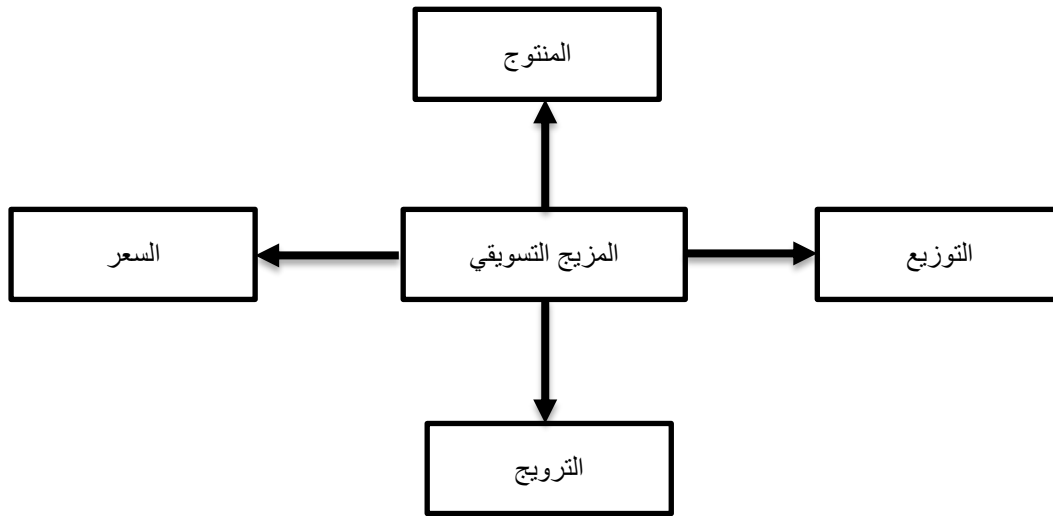 المنتوج
التوزيع
المزيج التسويقي
السعر
الترويج